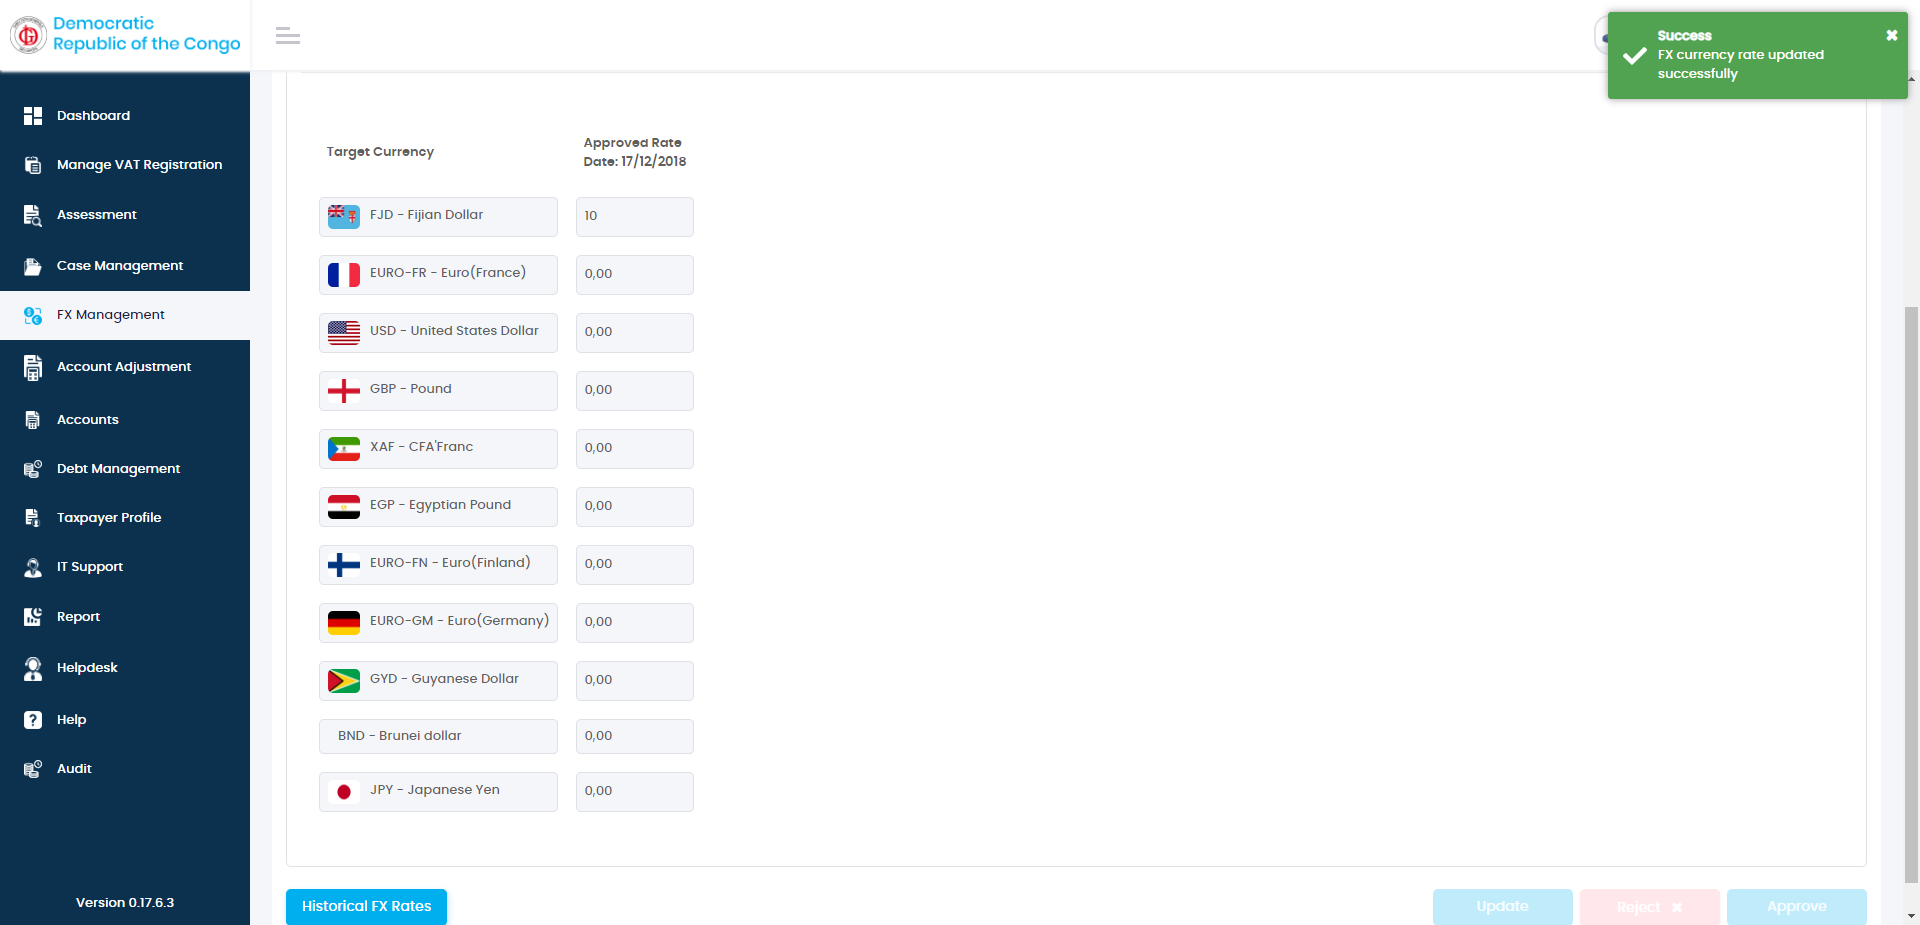 Democratic
Republic of the Congo
Success
FX currency rate updated
successfully
Dashboard
Manage VAT Registration
Assessment
Case Management
FX Management
Account Adjustment
Accounts
Debt Management
Taxpayer Profile
IT Support
Report
Helpdesk
Help
Audit
Version 0.17.6.3
Target Currency
Approved Rate
Date: 17/12/2018
FJD - Fijian Dollar
10
EURO-FR - Euro(France)
0,00
USD - United States Dollar
0,00
GBP - Pound
0,00
XAF - CFA'Franc
0,00
EGP - Egyptian Pound
0,00
EURO-FN - Euro(Finland)
0,00
EURO-GM - Euro(Germany)
0,00
GYD - Guyanese Dollar
0,00
BND - Brunei dollar
0,00
JPY - Japanese Yen
0,00
Historical FX Rates
Update
Reject
Approve